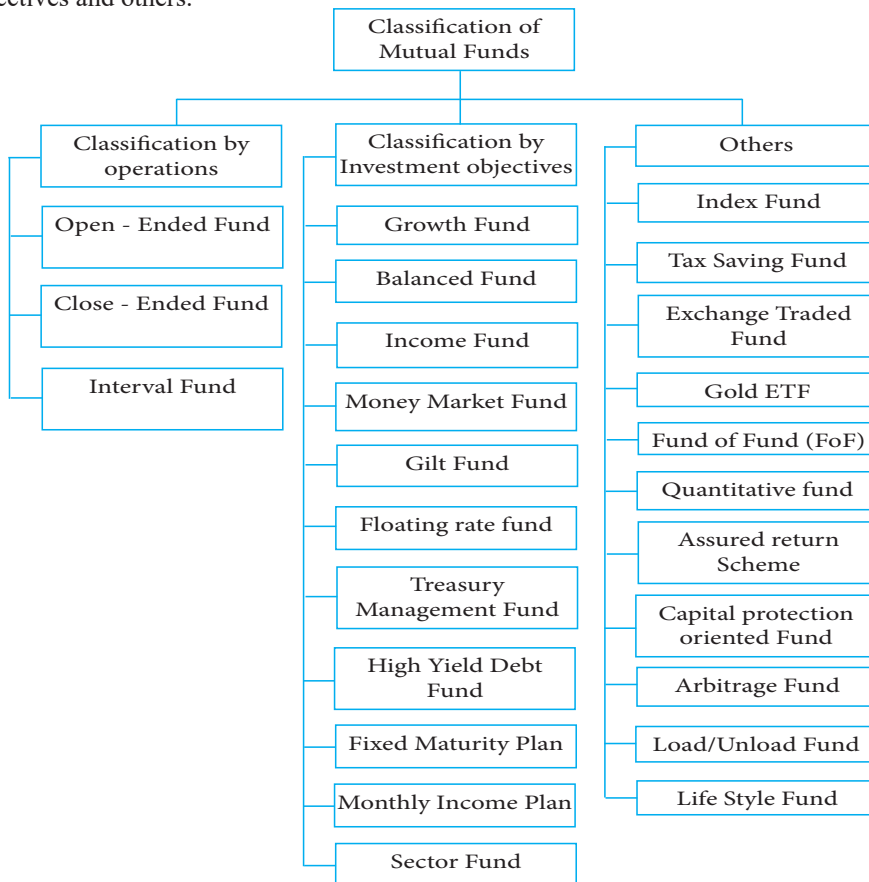 ectives and others.
Classification of
Mutual Funds
Classification by
operations
Open - Ended Fund
Close - Ended Fund
Interval Fund
Classification by
Investment objectives
Growth Fund
Balanced Fund
Income Fund
Money Market Fund
Gilt Fund
Floating rate fund
Treasury
Management Fund
High Yield Debt
Fund
Fixed Maturity Plan
Monthly Income Plan
Sector Fund
Others
Index Fund
Tax Saving Fund
Exchange Traded
Fund
Gold ETF
Fund of Fund (FoF)
Quantitative fund
Assured return
Scheme
Capital protection
oriented Fund
Arbitrage Fund
Load/Unload Fund
Life Style Fund